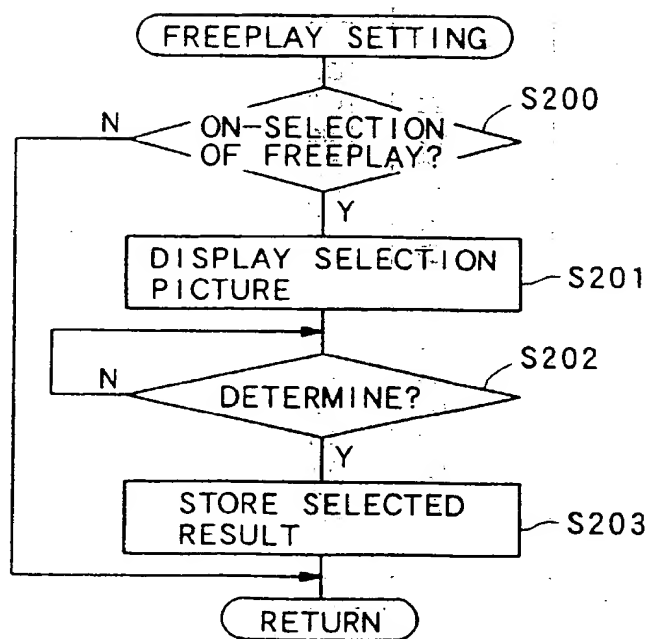 FREEPLAY SETTING
S200
N
ON-SELECTION
OF FREEPLAY?
Y
DISPLAY SELECTION
PICTURE
S201
S202
N
DETERMINE?
Y
STORE SELECTED
RESULT
S203
RETURN